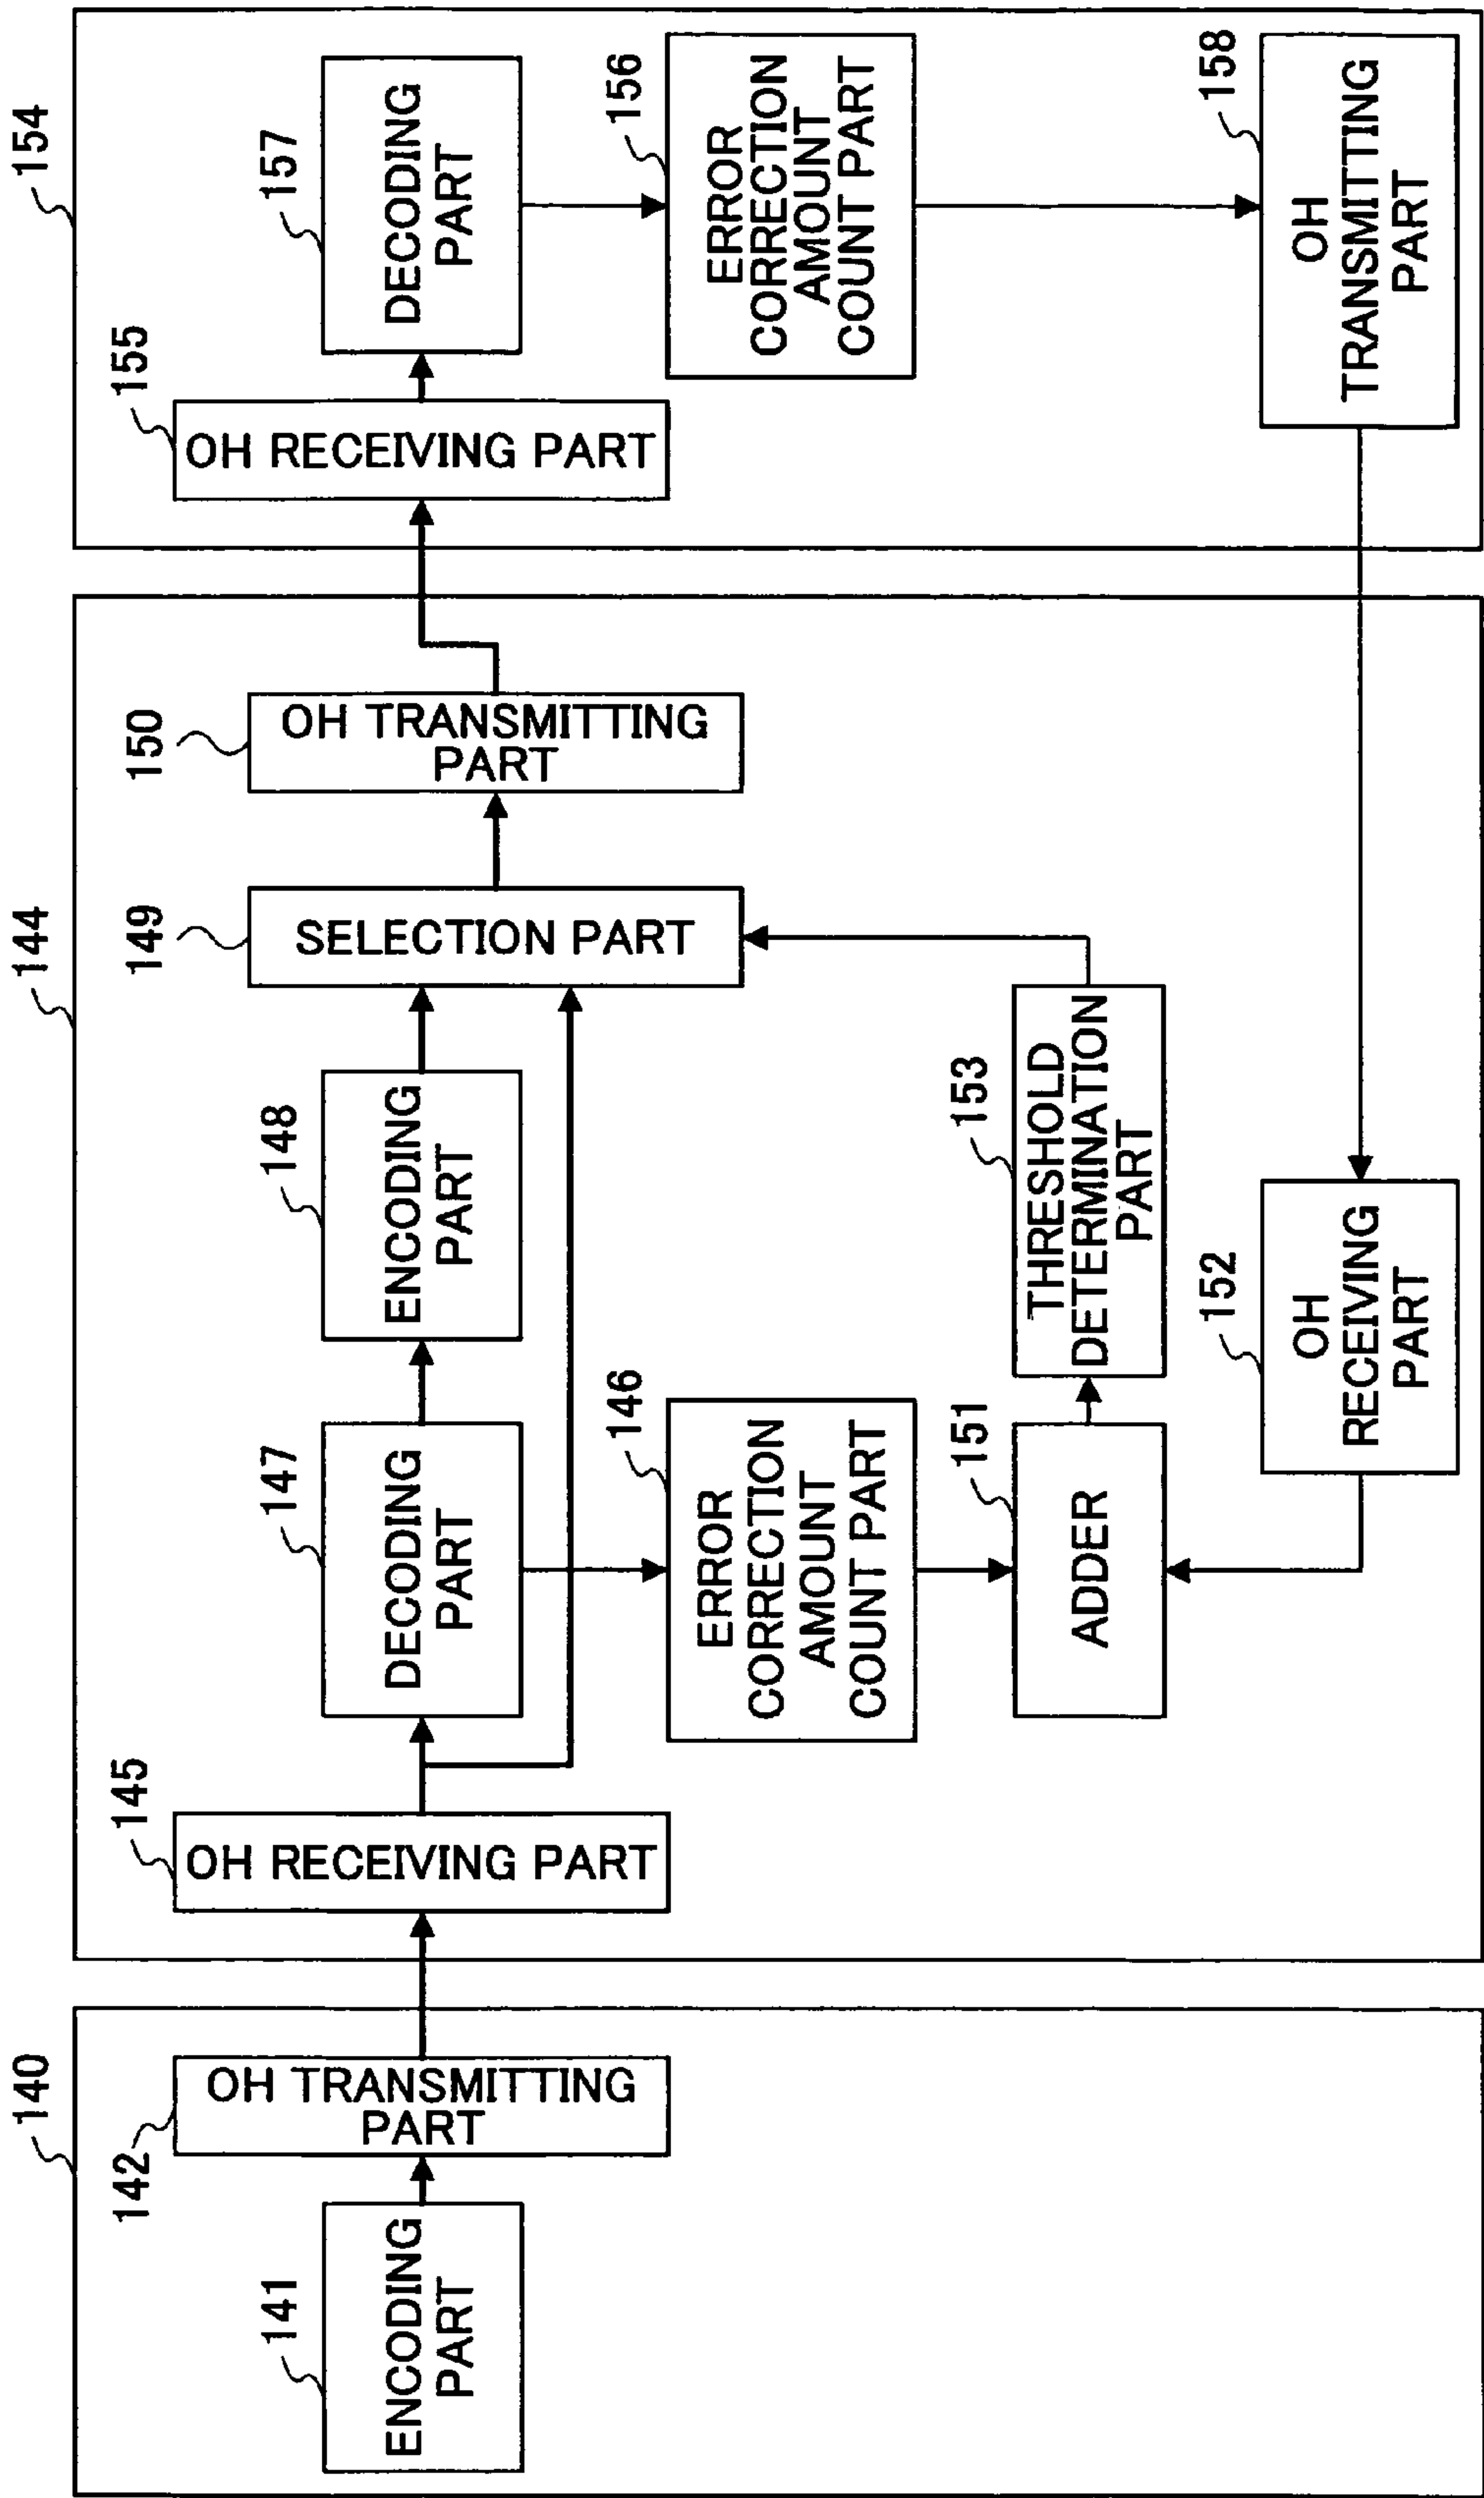 140
141
ENCODING
PART
142
OH TRANSMITTING
PART
144
145
OH RECEIVING PART
147
DECODING
PART
148
ENCODING
PART
149
SELECTION PART
150
OH TRANSMITTING
PART
146
ERROR
CORRECTION
AMOUNT
COUNT PART
151
ADDER
153
THRESHOLD
DETERMINATION
PART
152
OH
RECEIVING
PART
154
155
OH RECEIVING PART
157
DECODING
PART
156
ERROR
CORRECTION
AMOUNT
COUNT PART
158
OH
TRANSMITTING
PART